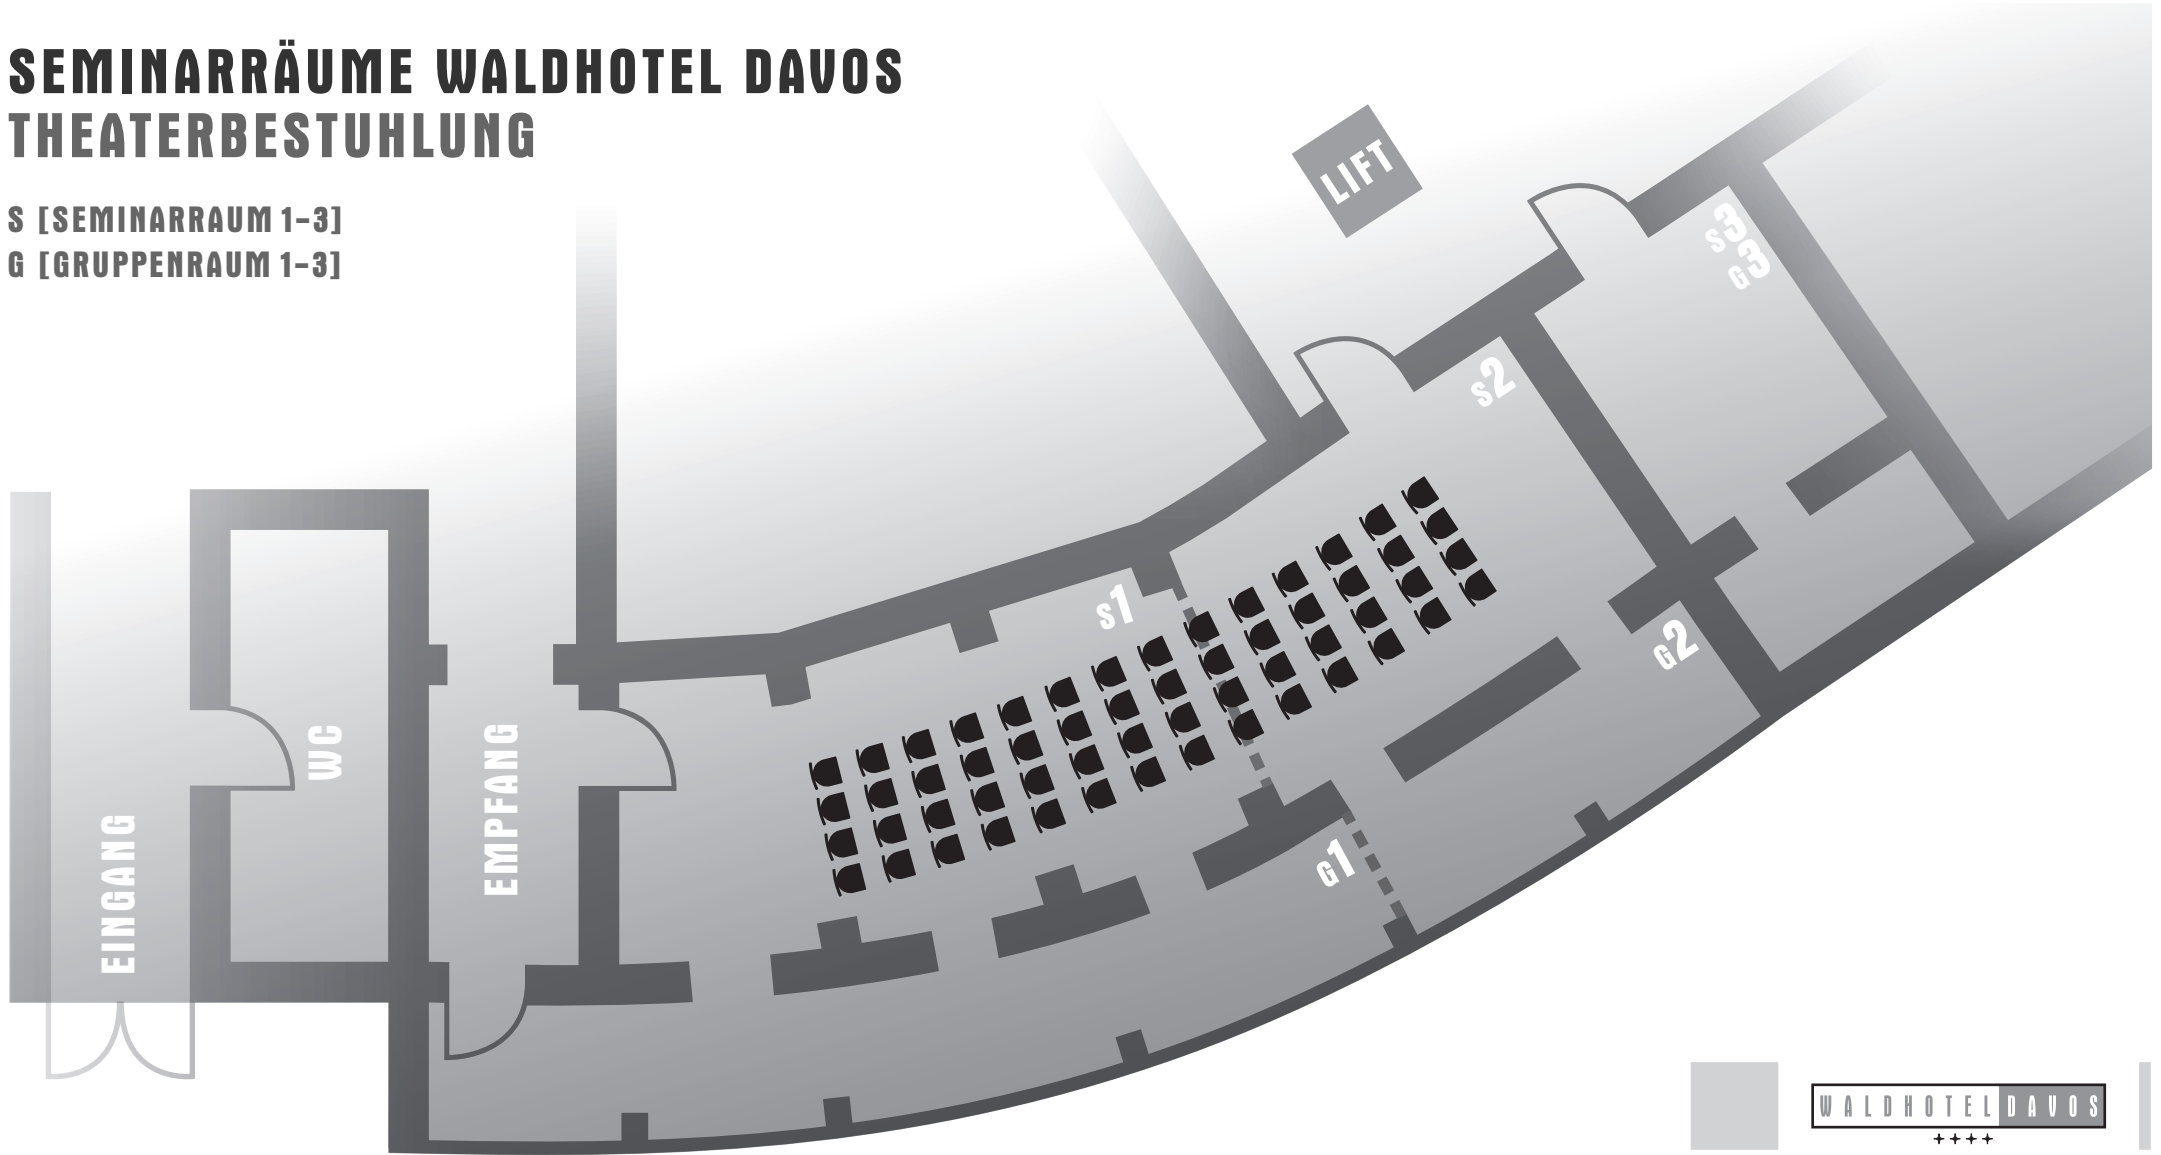 SEMINARRÄUME WALDHOTEL DAVOS
THEATERBESTUHLUNG
S [SEMINARRAUM 1-3]
G [GRUPPENRAUM 1-3]
LIFT
S3
G3
S2
S1
G2
G1
WC
EMPFANG
EINGANG
WALDHOTEL DAVOS